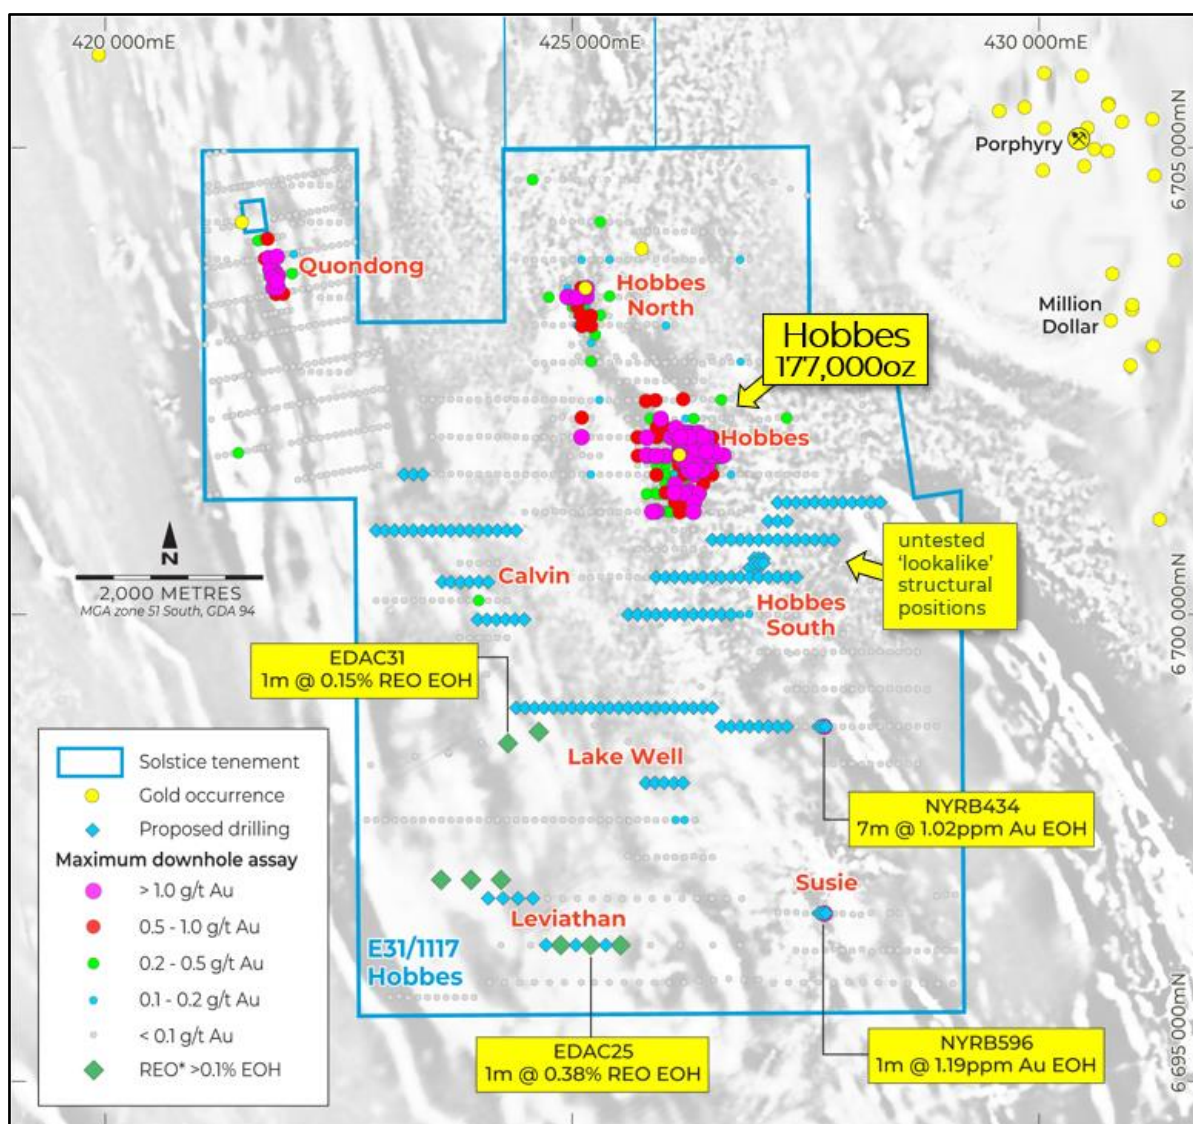 420 000mE
425 000mE
430 000mE
Porphyry
6 705 000mN
Quondong
Hobbes
North
Million
Dollar
Hobbes
177,000oz
Hobbes
N
2,000 METRES
MGA zone 51 South, GDA 94
Calvin
untested
‘lookalike’
structural
positions
Hobbes
South
6 700 000mN
EDAC31
1m @ 0.15% REO EOH
Lake Well
NYRB434
7m @ 1.02ppm Au EOH
Solstice tenement
Gold occurrence
Proposed drilling
Maximum downhole assay
> 1.0 g/t Au
0.5 - 1.0 g/t Au
0.2 - 0.5 g/t Au
0.1 - 0.2 g/t Au
< 0.1 g/t Au
REO* >0.1% EOH
Susie
Leviathan
E31/1117
Hobbes
EDAC25
1m @ 0.38% REO EOH
NYRB596
1m @ 1.19ppm Au EOH
6 695 000mN